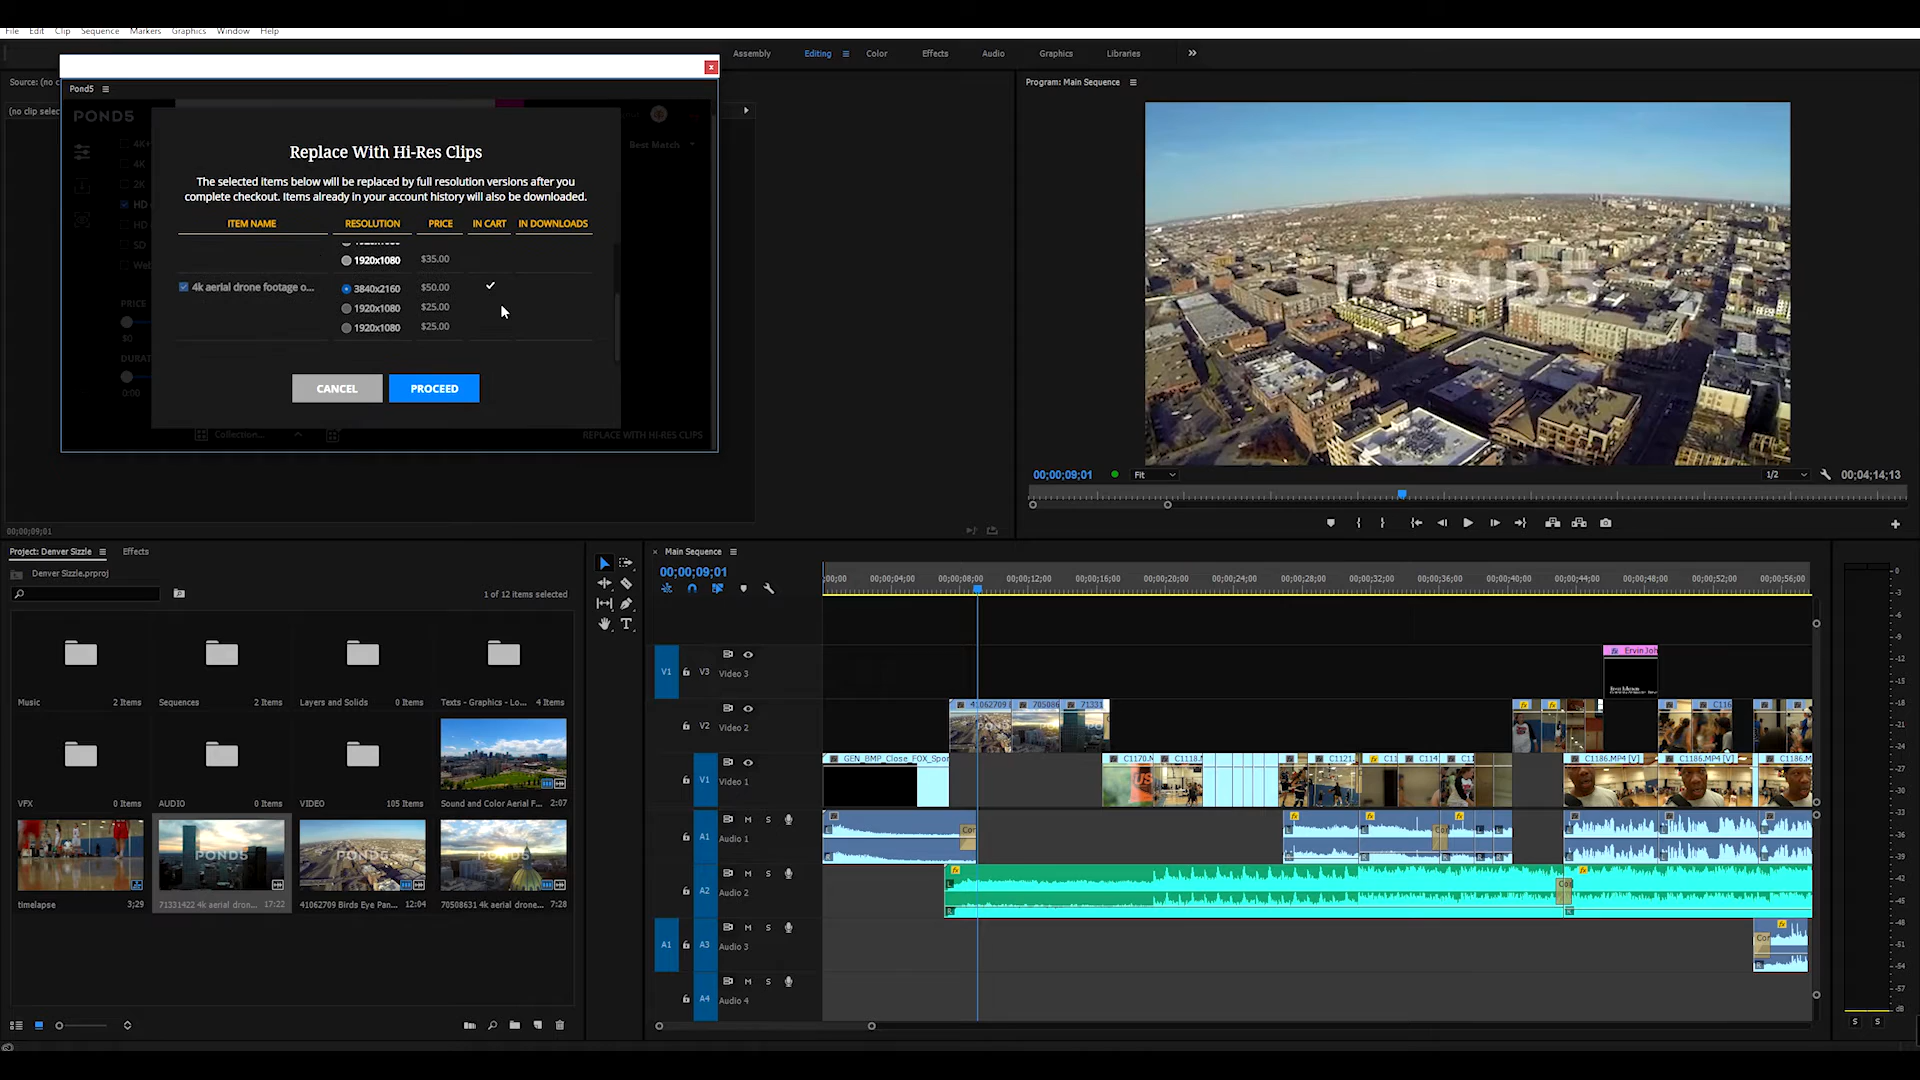 File Edit Clip Sequence Markers Graphics Window Help
Assembly Editing Color Effects Audio Graphics Libraries
Source: (no c
Pond5
(no clip selec
POND5
Best Match
4K
2K
HD
HD
SD
Web
PRICE
$0
0:00
Replace With Hi-Res Clips
The selected items below will be replaced by full resolution versions after you
complete checkout. Items already in your account history will also be downloaded.
ITEM NAME RESOLUTION PRICE IN CART IN DOWNLOADS
1920x1080 $35.00
4k aerial drone footage o... 3840x2160 $50.00
1920x1080 $25.00
1920x1080 $25.00
CANCEL PROCEED
Collection... REPLACE WITH HI-RES CLIPS
00;00;09;01
Program: Main Sequence
POND5
00;00;09;01 Fit 1/2 00;04;14;13
Project: Denver Sizzle Effects
Denver Sizzle.prproj
1 of 12 items selected
Music 2 Items Sequences 2 Items Layers and Solids 0 Items Texts - Graphics - Lo... 4 Items
VFX 0 Items AUDIO 0 Items VIDEO 105 Items Sound and Color Aerial F... 2:07
POND5 POND5 POND5
timelapse 3;29 71331422 4k aerial dron... 17:22 41062709 Birds Eye Pan... 12:04 70508631 4k aerial drone... 7:28
Main Sequence
00;00;09;01
;00;00 00;00;04;00 00;00;08;00 00;00;12;00 00;00;16;00 00;00;20;00 00;00;24;00 00;00;28;00 00;00;32;00 00;00;36;00 00;00;40;00 00;00;44;00 00;00;48;00 00;00;52;00 00;00;56;00
V1 V3 Video 3
Ervin Joh
V2 Video 2
41062709 705086 71331 C116
V1 Video 1
GEN_BMP_Close_FOX_Spor C1170.M C1118.M C1121. C11 C114 C11 C1186.MP4 [V] C1186.MP4 [V] C1186.MP4
A1 M S Audio 1
A2 M S Audio 2
A1 A3 M S Audio 3
A4 M S Audio 4
0
-3
-6
-9
-12
-15
-18
-21
-24
-27
-30
-33
-36
-39
-42
-45
-48
-51
-54
-57
dB
S S